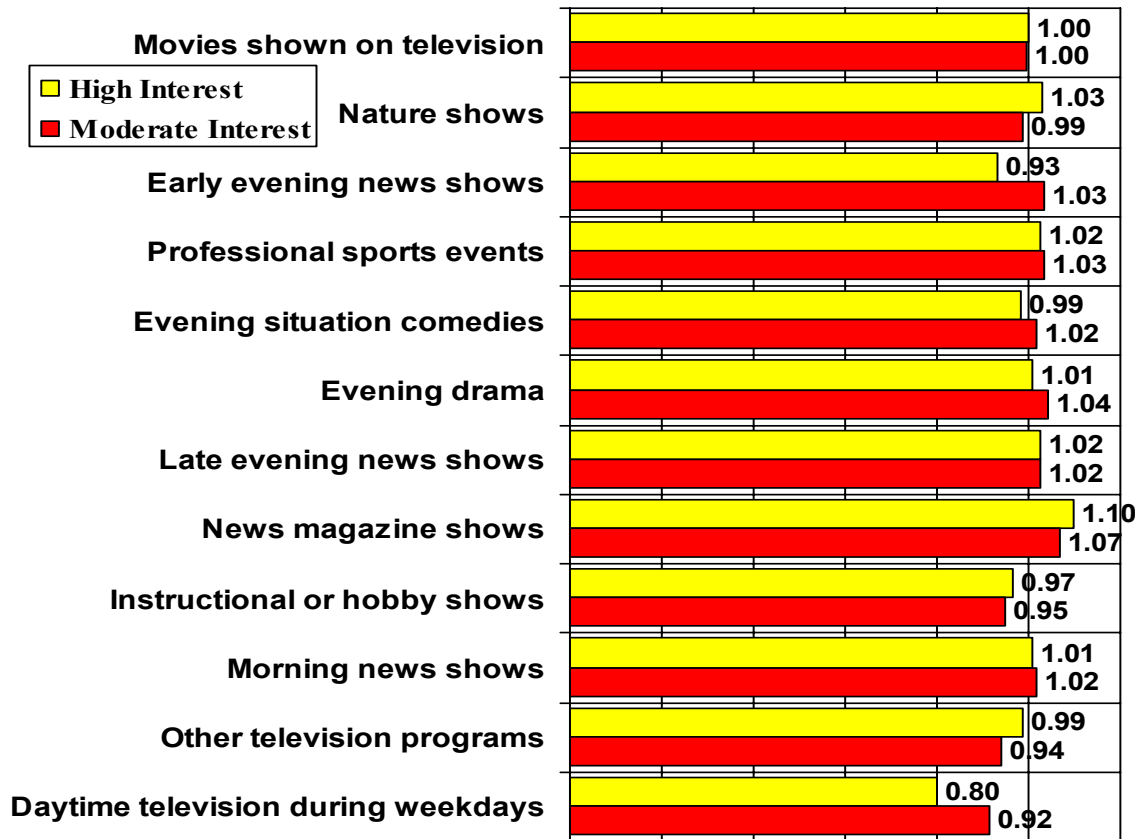 Movies shown on television
1.00
1.00
High Interest
Moderate Interest
Nature shows
1.03
0.99
Early evening news shows
0.93
1.03
Professional sports events
1.02
1.03
Evening situation comedies
0.99
1.02
Evening drama
1.01
1.04
Late evening news shows
1.02
1.02
News magazine shows
1.10
1.07
Instructional or hobby shows
0.97
0.95
Morning news shows
1.01
1.02
Other television programs
0.99
0.94
Daytime television during weekdays
0.80
0.92